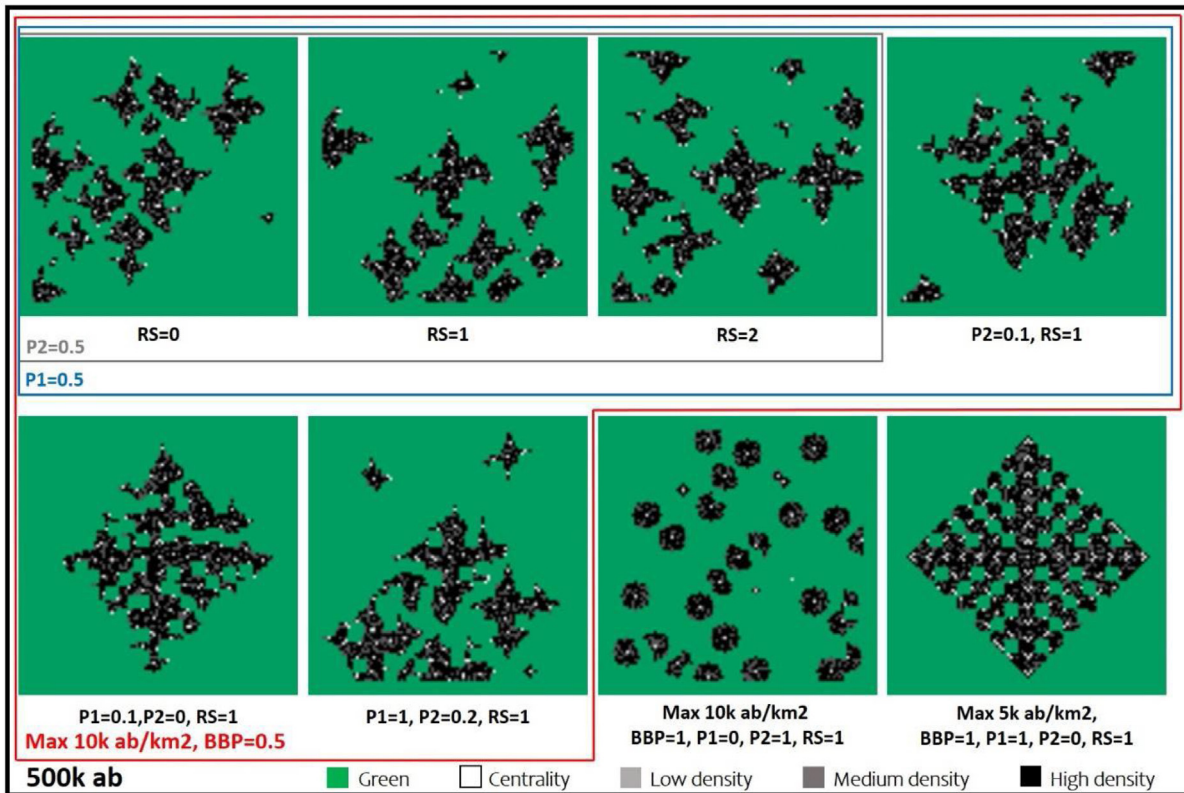 RS=0
RS=1
RS=2
P2=0.1, RS=1
P2=0.5
P1=0.5
P1=0.1,P2=0, RS=1
P1=1, P2=0.2, RS=1
Max 10k ab/km2
BBP=1, P1=0, P2=1, RS=1
Max 5k ab/km2,
BBP=1, P1=1, P2=0, RS=1
Max 10k ab/km2, BBP=0.5
500k ab
Green
Centrality
Low density
Medium density
High density